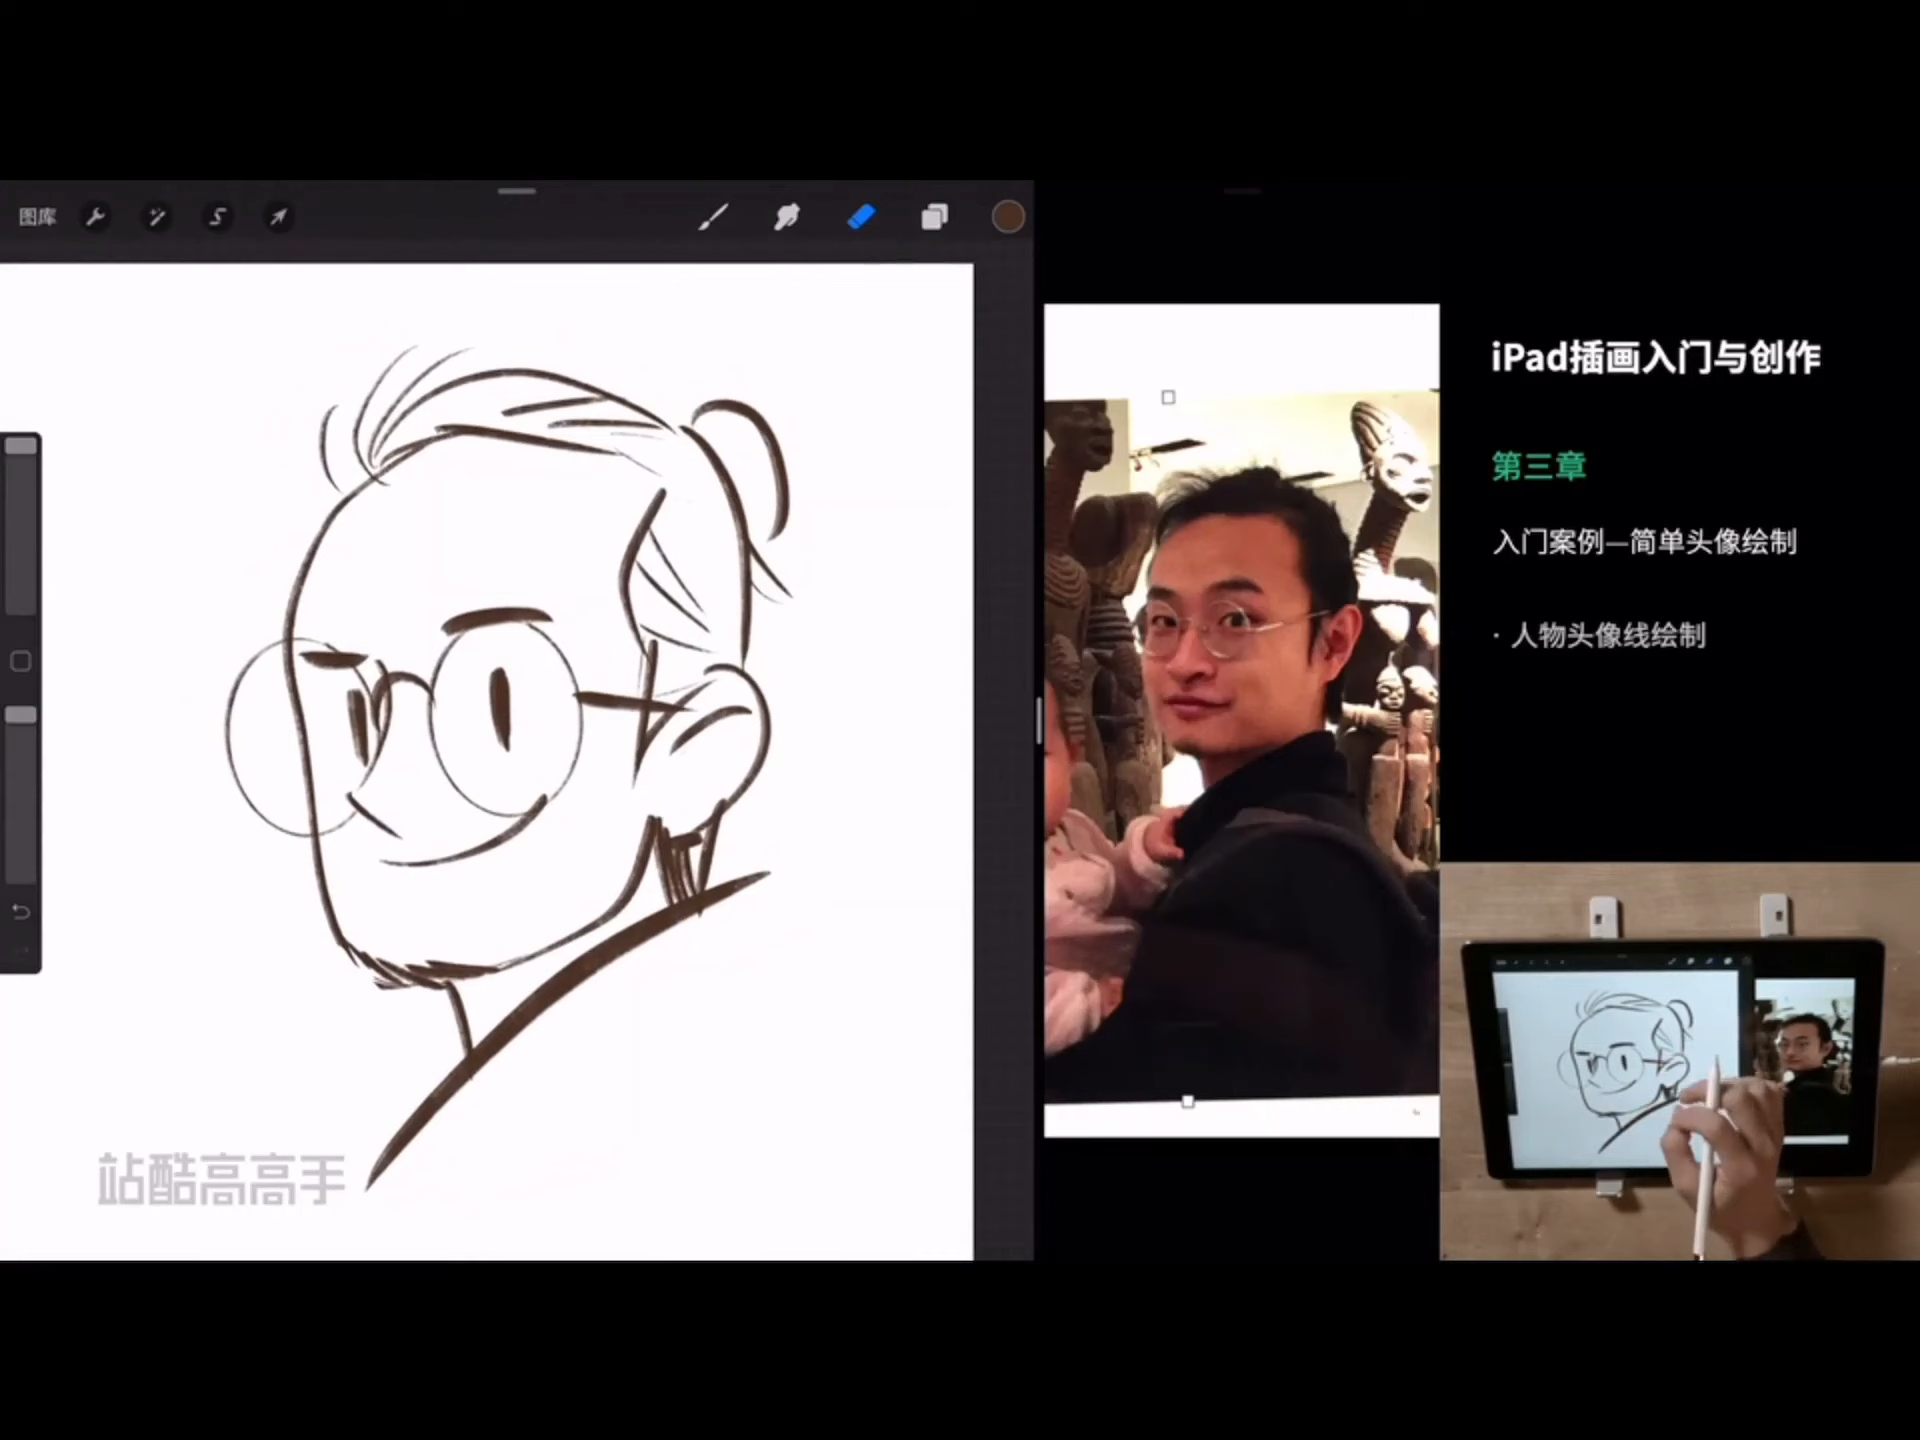 图库
iPad插画入门与创作
第三章
入门案例—简单头像绘制
· 人物头像线绘制
站酷高高手